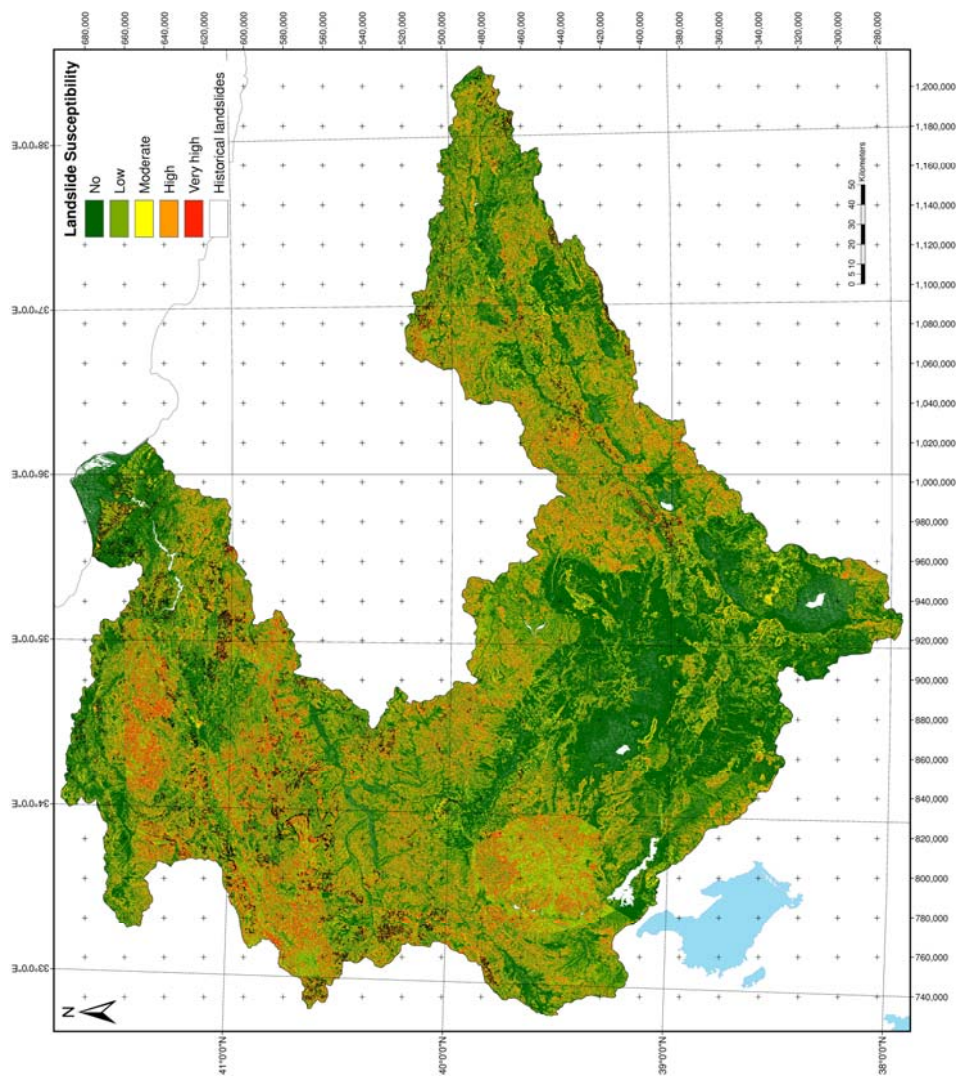 680,000
660,000
640,000
620,000
600,000
580,000
560,000
540,000
520,000
500,000
480,000
460,000
440,000
420,000
400,000
380,000
360,000
340,000
320,000
300,000
280,000
Landslide Susceptibility
No
Low
Moderate
High
Very high
Historical landslides
38°0'0"E
37°0'0"E
36°0'0"E
35°0'0"E
34°0'0"E
33°0'0"E
1,200,000
1,180,000
1,160,000
1,140,000
1,120,000
1,100,000
1,080,000
1,060,000
1,040,000
1,020,000
1,000,000
980,000
960,000
940,000
920,000
900,000
880,000
860,000
840,000
820,000
800,000
780,000
760,000
740,000
0 5 10 20 30 40 50
Kilometers
N
41°0'0"N
40°0'0"N
39°0'0"N
38°0'0"N